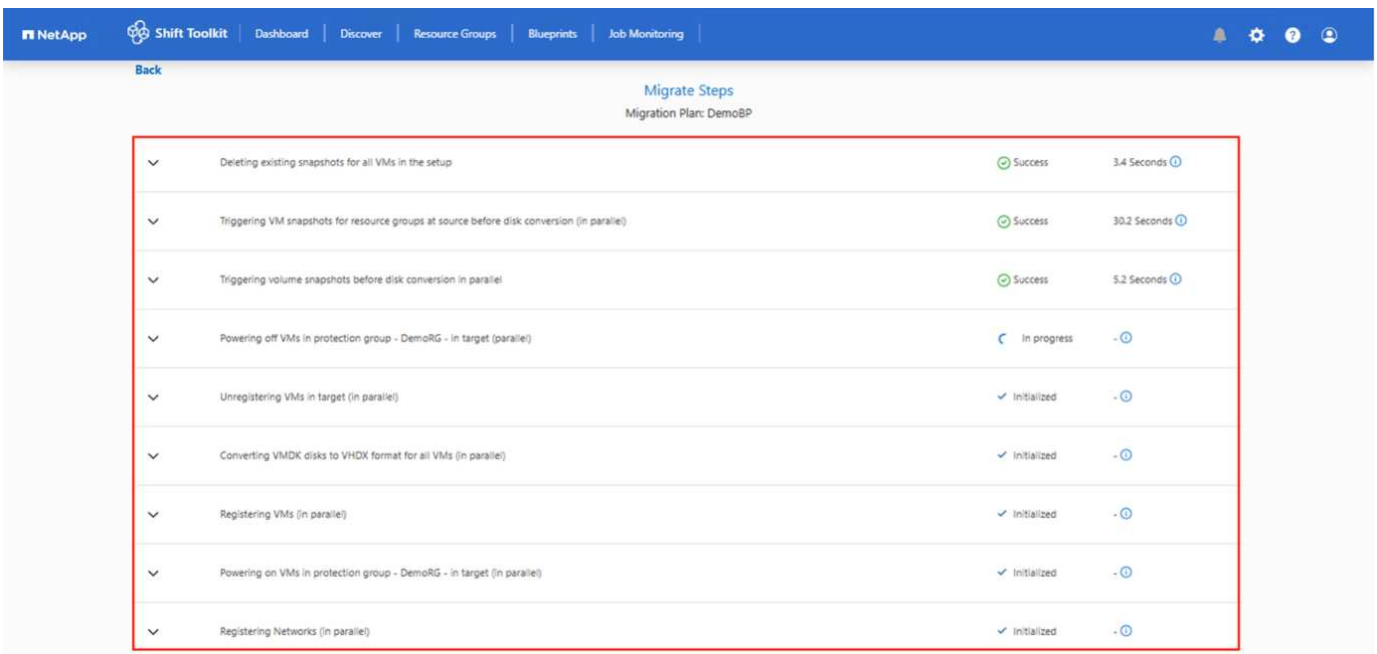 NetApp Shift Toolkit Dashboard Discover Resource Groups Blueprints Job Monitoring
Back
Migrate Steps
Migration Plan: DemoBP
Deleting existing snapshots for all VMs in the setup Success 3.4 Seconds
Triggering VM snapshots for resource groups at source before disk conversion (in parallel) Success 30.2 Seconds
Triggering volume snapshots before disk conversion in parallel Success 5.2 Seconds
Powering off VMs in protection group - DemoRG - in target (parallel) In progress -
Unregistering VMs in target (in parallel) Initialized -
Converting VMDK disks to VHDX format for all VMs (in parallel) Initialized -
Registering VMs (in parallel) Initialized -
Powering on VMs in protection group - DemoRG - in target (in parallel) Initialized -
Registering Networks (in parallel) Initialized -